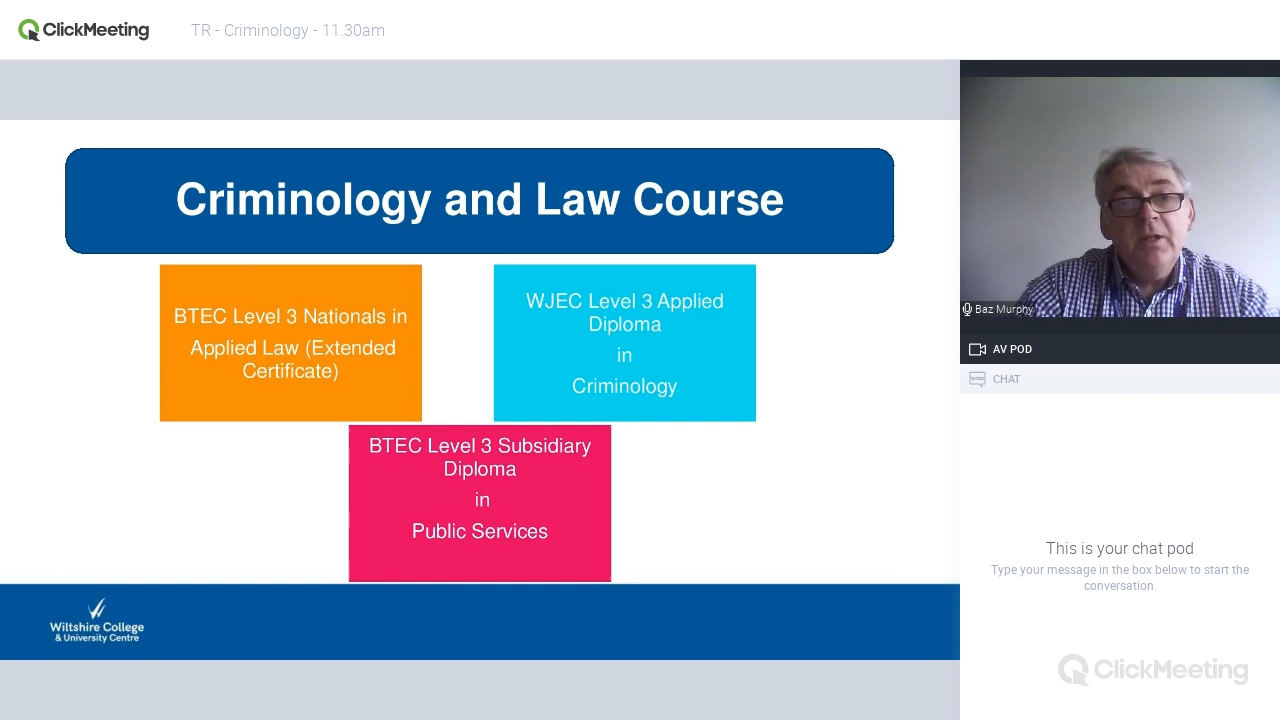 ClickMeeting
TR - Criminology - 11.30am
Criminology and Law Course
BTEC Level 3 Nationals in
Applied Law (Extended
Certificate)
WJEC Level 3 Applied
Diploma
in
Criminology
BTEC Level 3 Subsidiary
Diploma
in
Public Services
Wiltshire College
& University Centre
Baz Murphy
AV POD
CHAT
This is your chat pod
Type your message in the box below to start the
conversation.
ClickMeeting